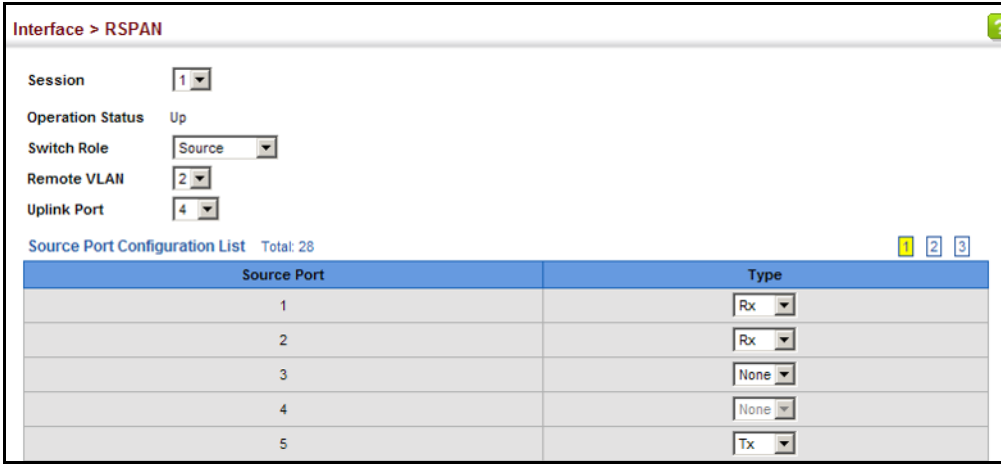 Interface > RSPAN
?
Session 1
Operation Status Up
Switch Role Source
Remote VLAN 2
Uplink Port 4
Source Port Configuration List Total: 28 1 2 3
Source Port Type
1 Rx
2 Rx
3 None
4 None
5 Tx